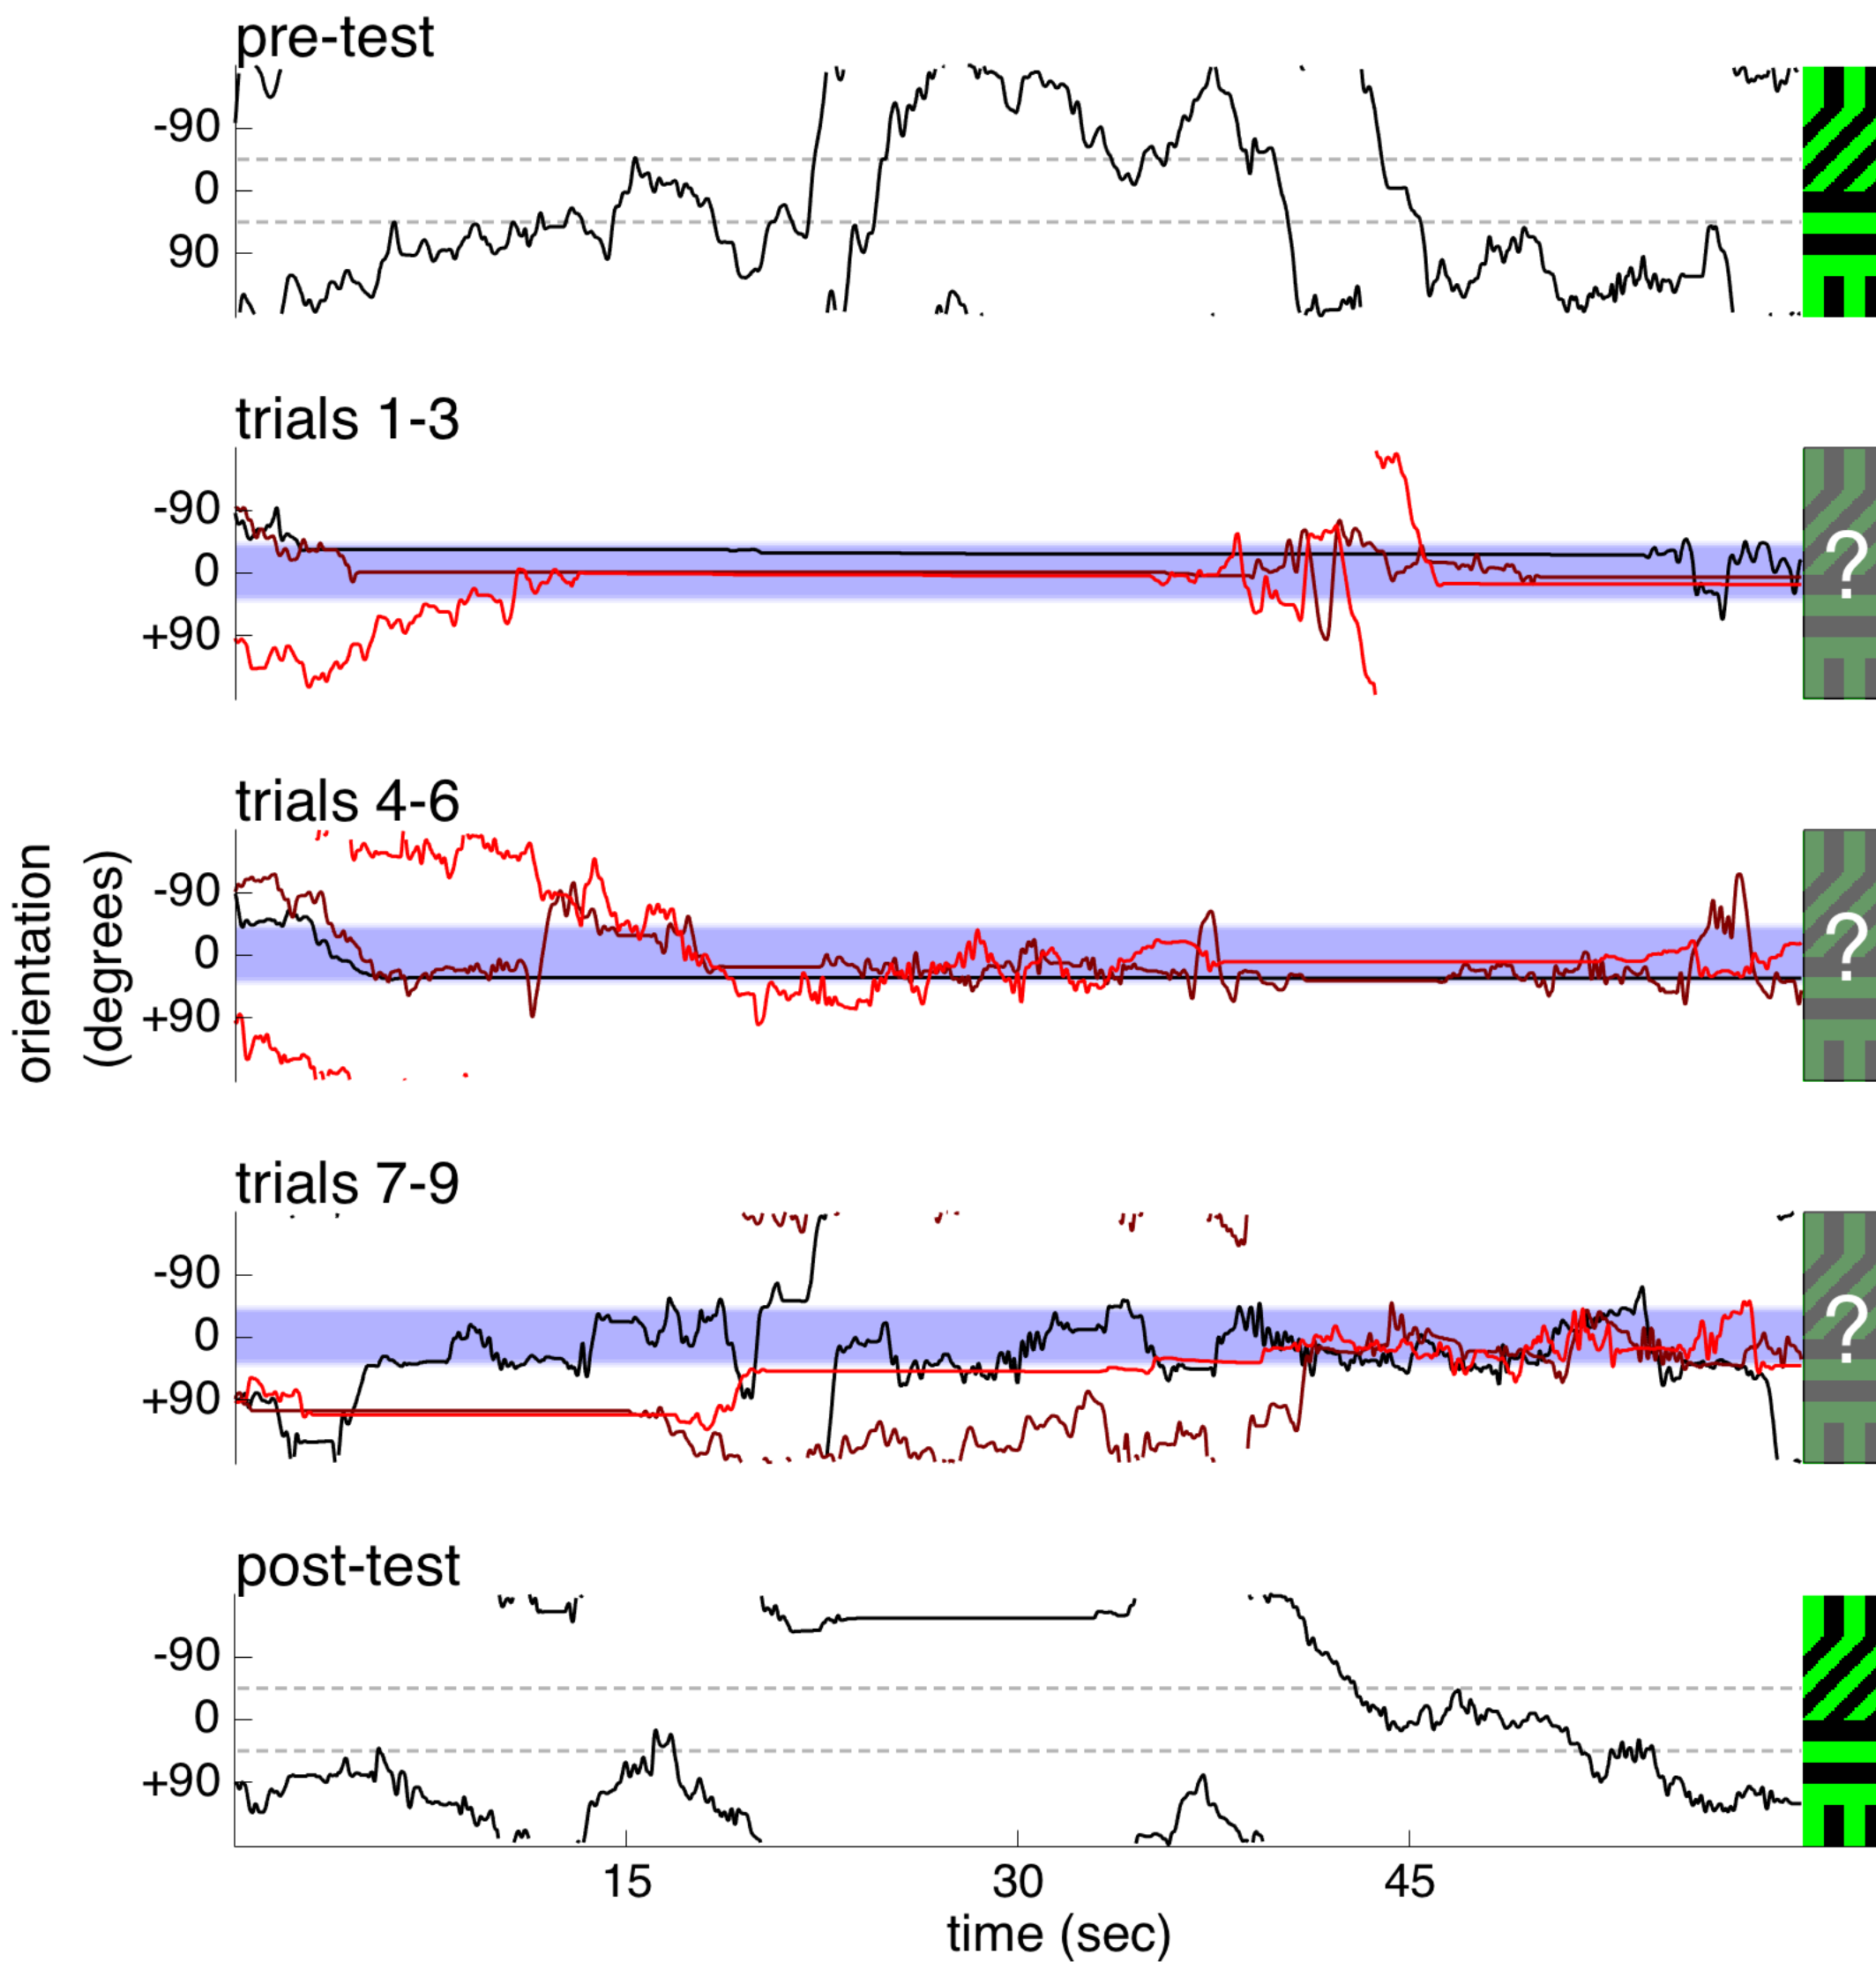 pre-test
-90
0
90
trials 1-3
-90
0
+90
?
trials 4-6
-90
0
+90
?
orientation
(degrees)
trials 7-9
-90
0
+90
?
post-test
-90
0
+90
15 30 45
time (sec)